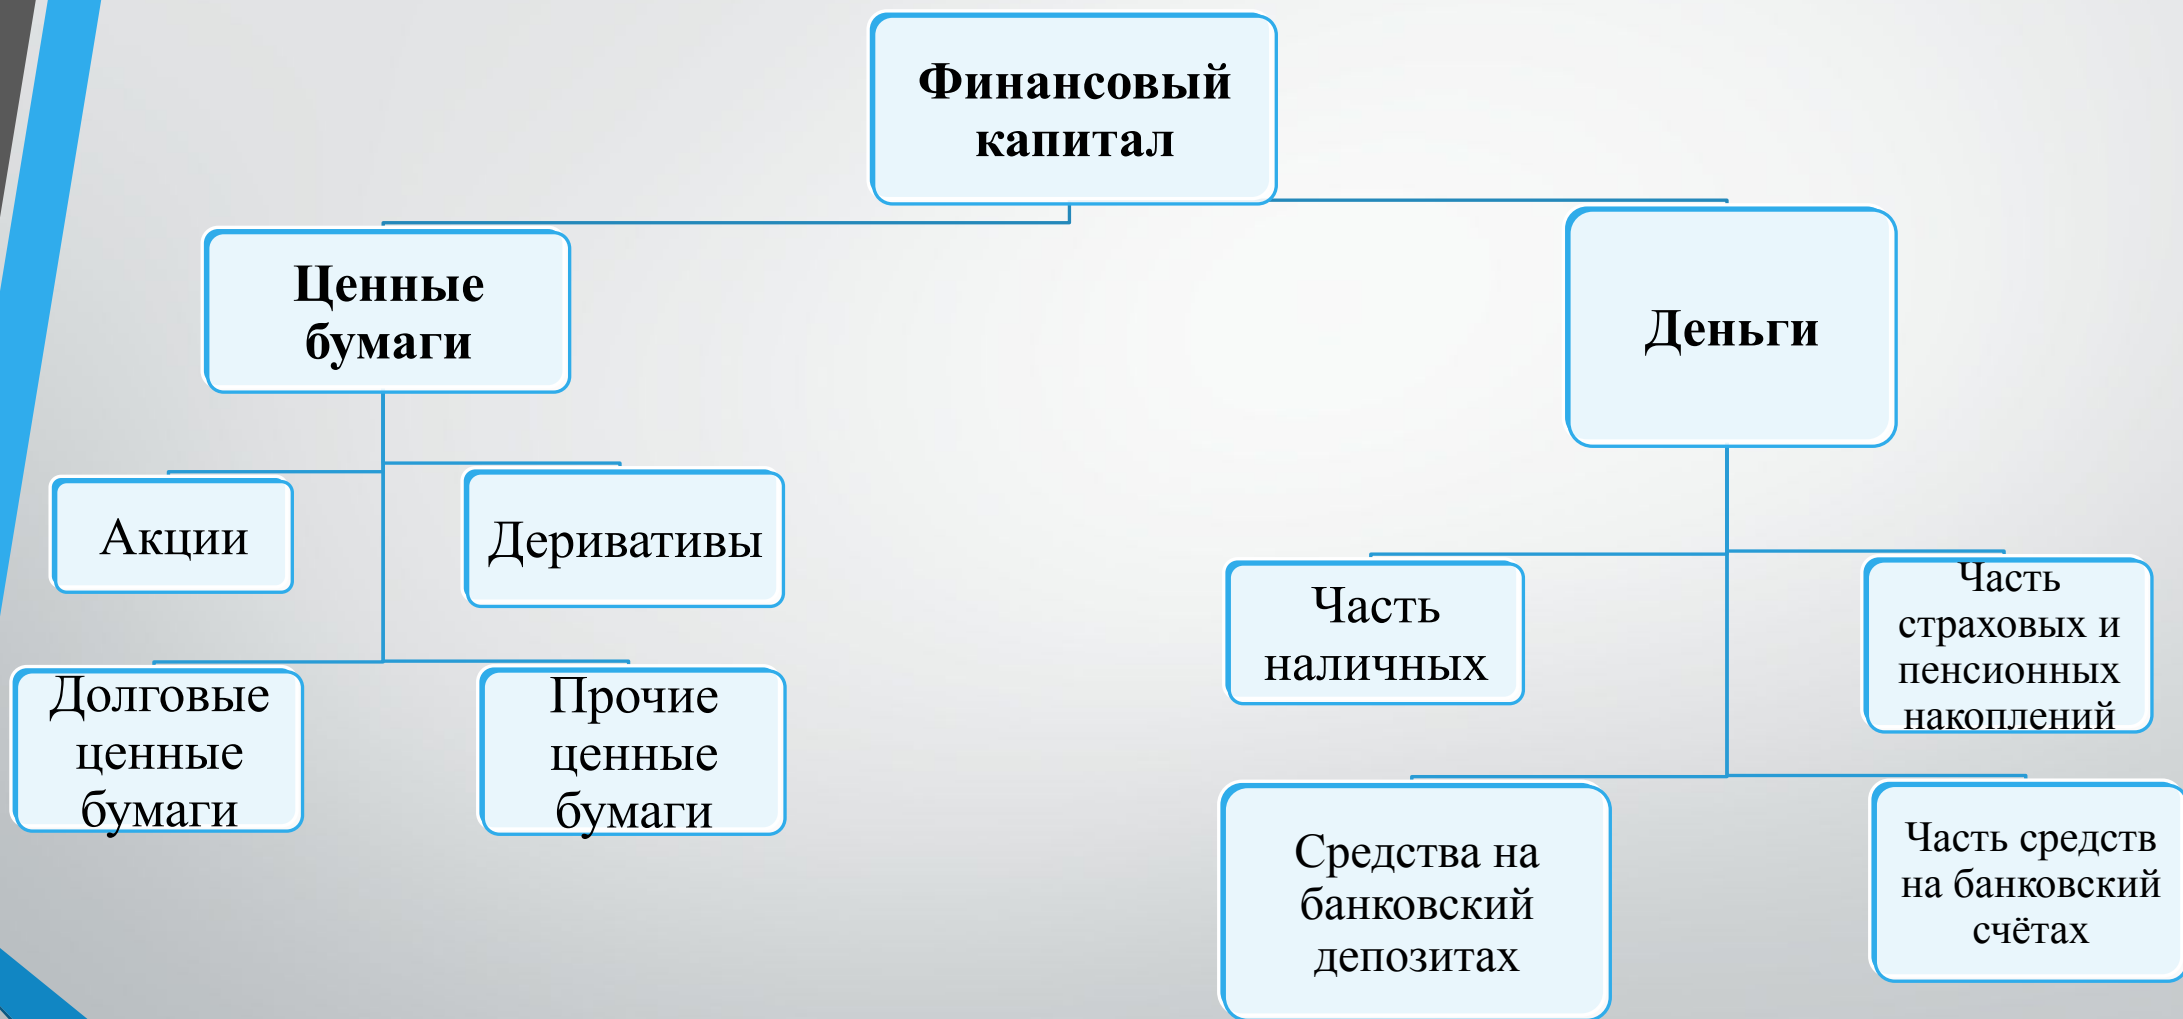 Финансовый
капитал
Ценные
бумаги
Деньги
Акции
Деривативы
Долговые
ценные
бумаги
Прочие
ценные
бумаги
Часть
наличных
Часть
страховых и
пенсионных
накоплений
Средства на
банковский
депозитах
Часть средств
на банковский
счётах